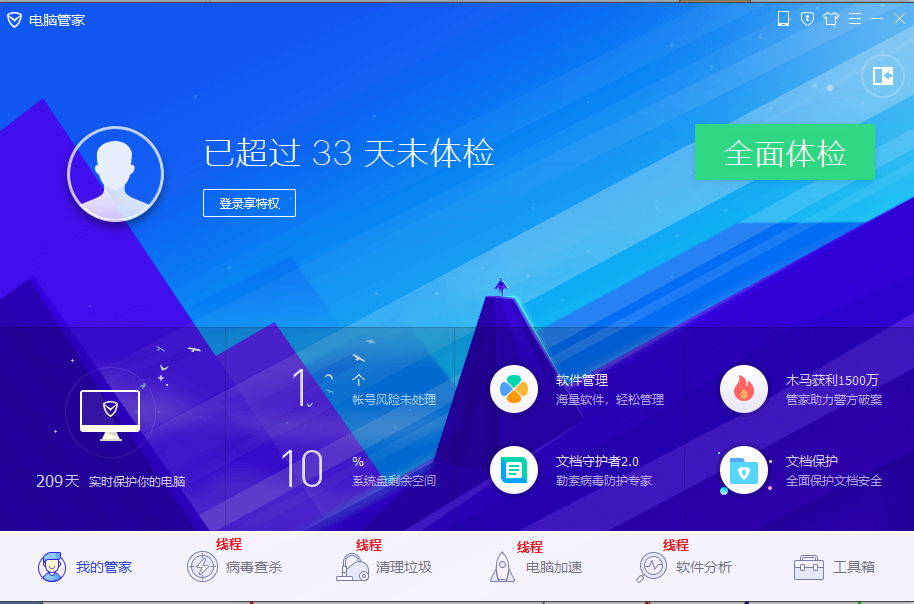 电脑管家
已超过 33 天未体检
全面体检
登录享特权
209天 实时保护你的电脑
1 个
帐号风险未处理
10 %
系统盘剩余空间
软件管理
海量软件，轻松管理
文档守护者2.0
勒索病毒防护专家
木马获利1500万
管家助力警方破案
文档保护
全面保护文档安全
线程
线程
线程
线程
我的管家
病毒查杀
清理垃圾
电脑加速
软件分析
工具箱